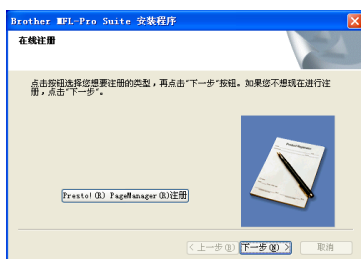 Brother MFL-Pro Suite 安装程序
在线注册
点击按钮选择您想要注册的类型，再点击“下一步”按钮。如果您不想现在进行注
册，点击“下一步”。
Presto!(R) PageManager(R)注册
< 上一步(B)
下一步(N) >
取消